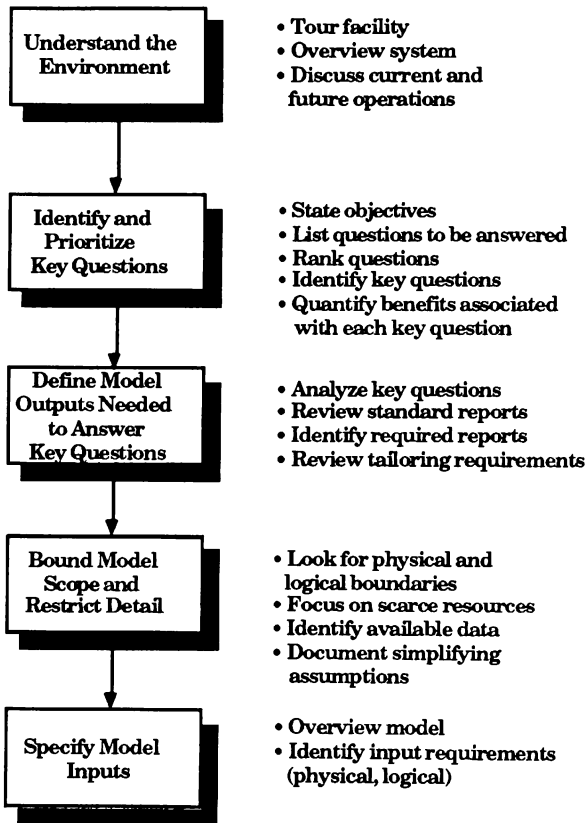 Understand the
Environment
• Tour facility
• Overview system
• Discuss current and
future operations
Identify and
Prioritize
Key Questions
• State objectives
• List questions to be answered
• Rank questions
• Identify key questions
• Quantify benefits associated
with each key question
Define Model
Outputs Needed
to Answer
Key Questions
• Analyze key questions
• Review standard reports
• Identify required reports
• Review tailoring requirements
Bound Model
Scope and
Restrict Detail
• Look for physical and
logical boundaries
• Focus on scarce resources
• Identify available data
• Document simplifying
assumptions
Specify Model
Inputs
• Overview model
• Identify input requirements
(physical, logical)